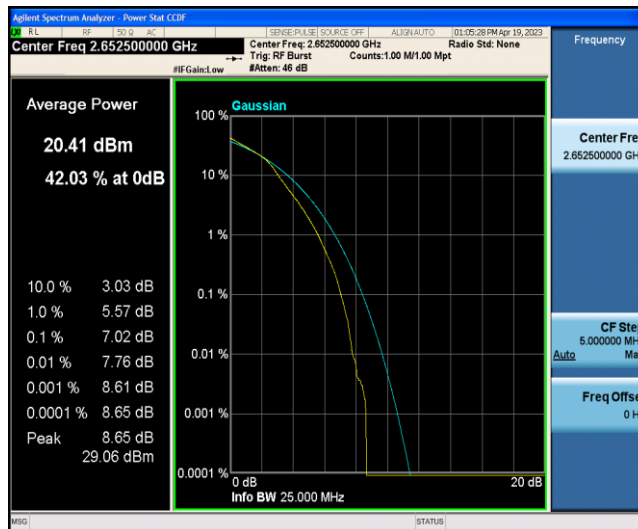 Agilent Spectrum Analyzer - Power Stat CCDF
RL RF 50 Ω AC SENSE:PULSE SOURCE OFF ALIGN AUTO 01:05:28 PM Apr 19, 2023
Center Freq 2.652500000 GHz
Center Freq: 2.652500000 GHz Radio Std: None
Trig: RF Burst Counts:1.00 M/1.00 Mpt
#IFGain:Low #Atten: 46 dB
Frequency
Average Power
20.41 dBm
42.03 % at 0dB
10.0 % 3.03 dB
1.0 % 5.57 dB
0.1 % 7.02 dB
0.01 % 7.76 dB
0.001 % 8.61 dB
0.0001 % 8.65 dB
Peak 8.65 dB
29.06 dBm
100 % Gaussian
10 %
1 %
0.1 %
0.01 %
0.001 %
0.0001 %
0 dB 20 dB
Info BW 25.000 MHz
Center Fre
2.652500000 GH
CF Step
5.000000 MH
Auto Ma
Freq Offse
0 H
MSG STATUS